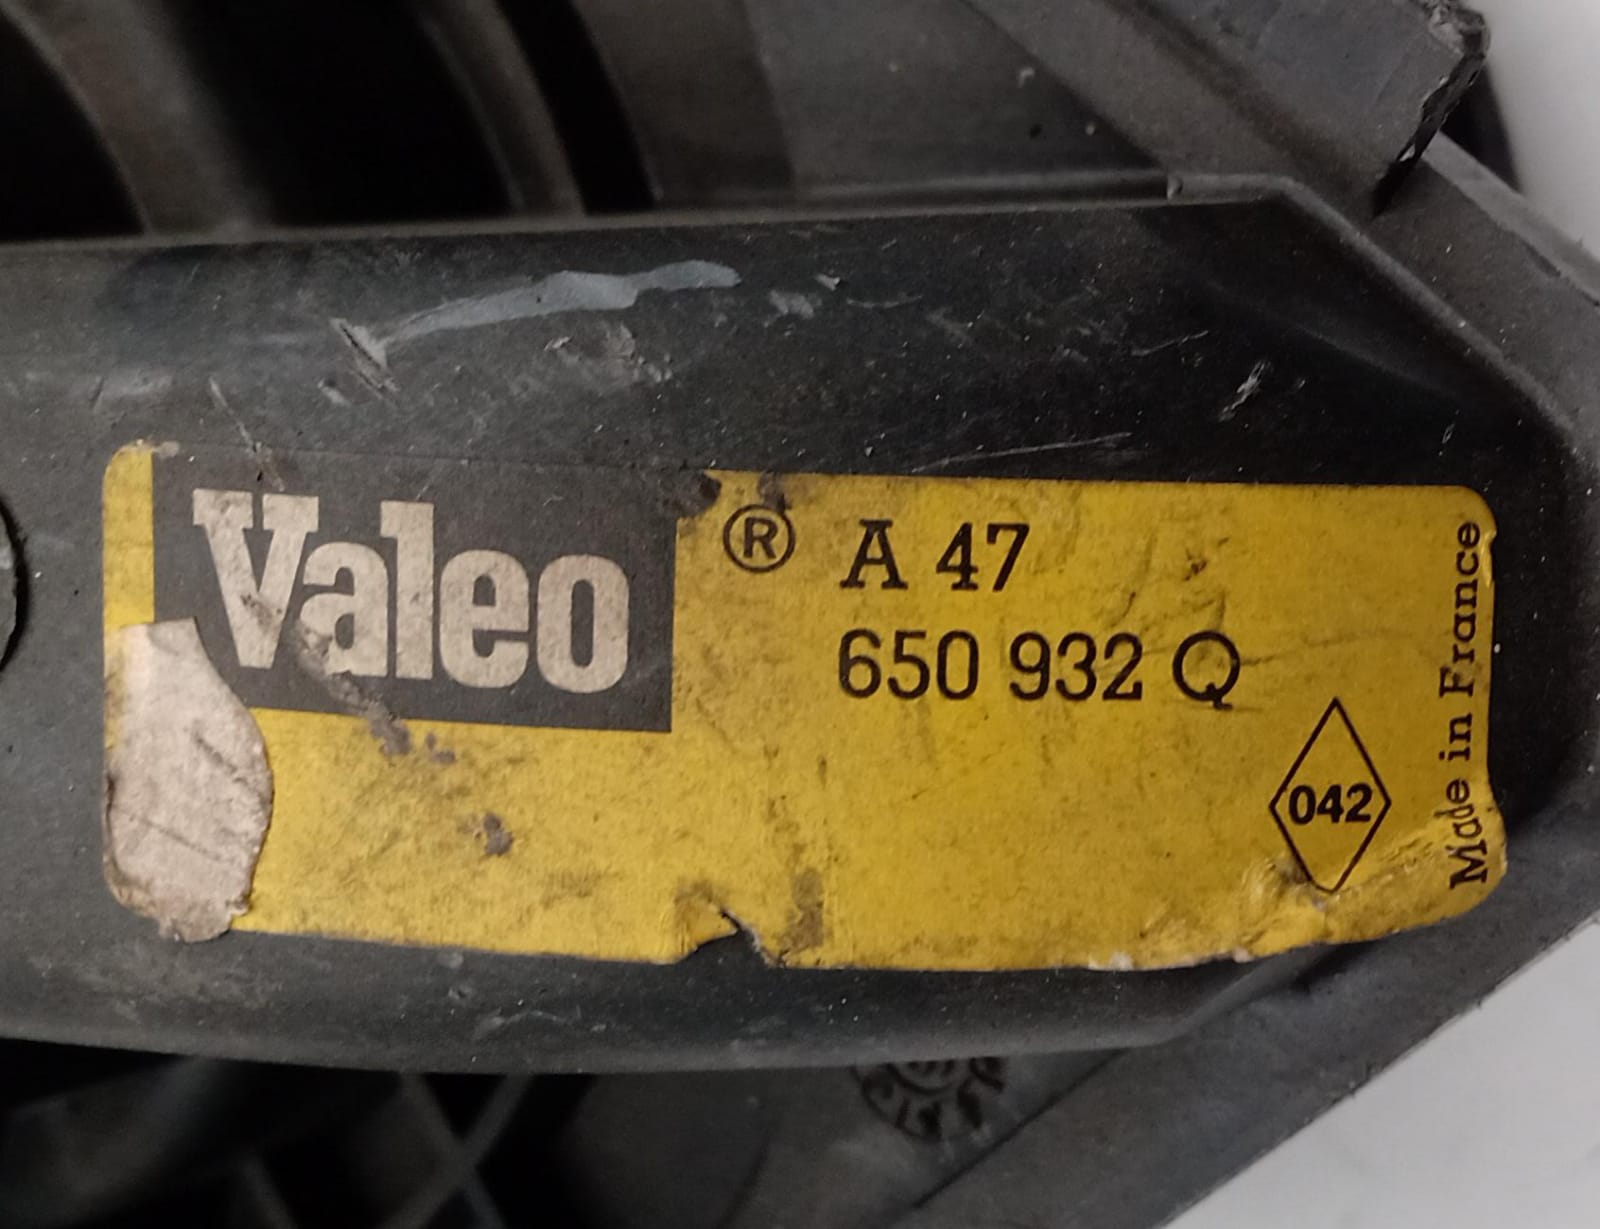 Valeo ® A 47
650 932 Q
042
Made in France